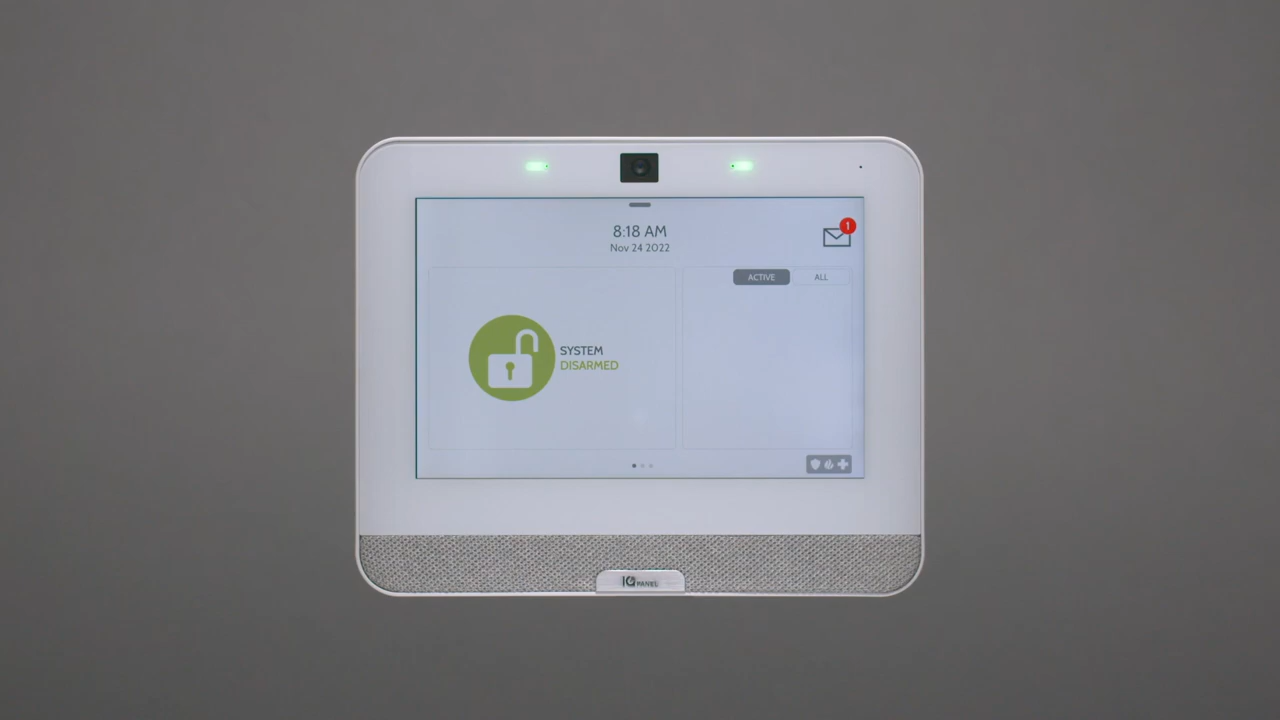 8:18 AM
Nov 24 2022
1
ACTIVE
ALL
SYSTEM
DISARMED
IQ PANEL